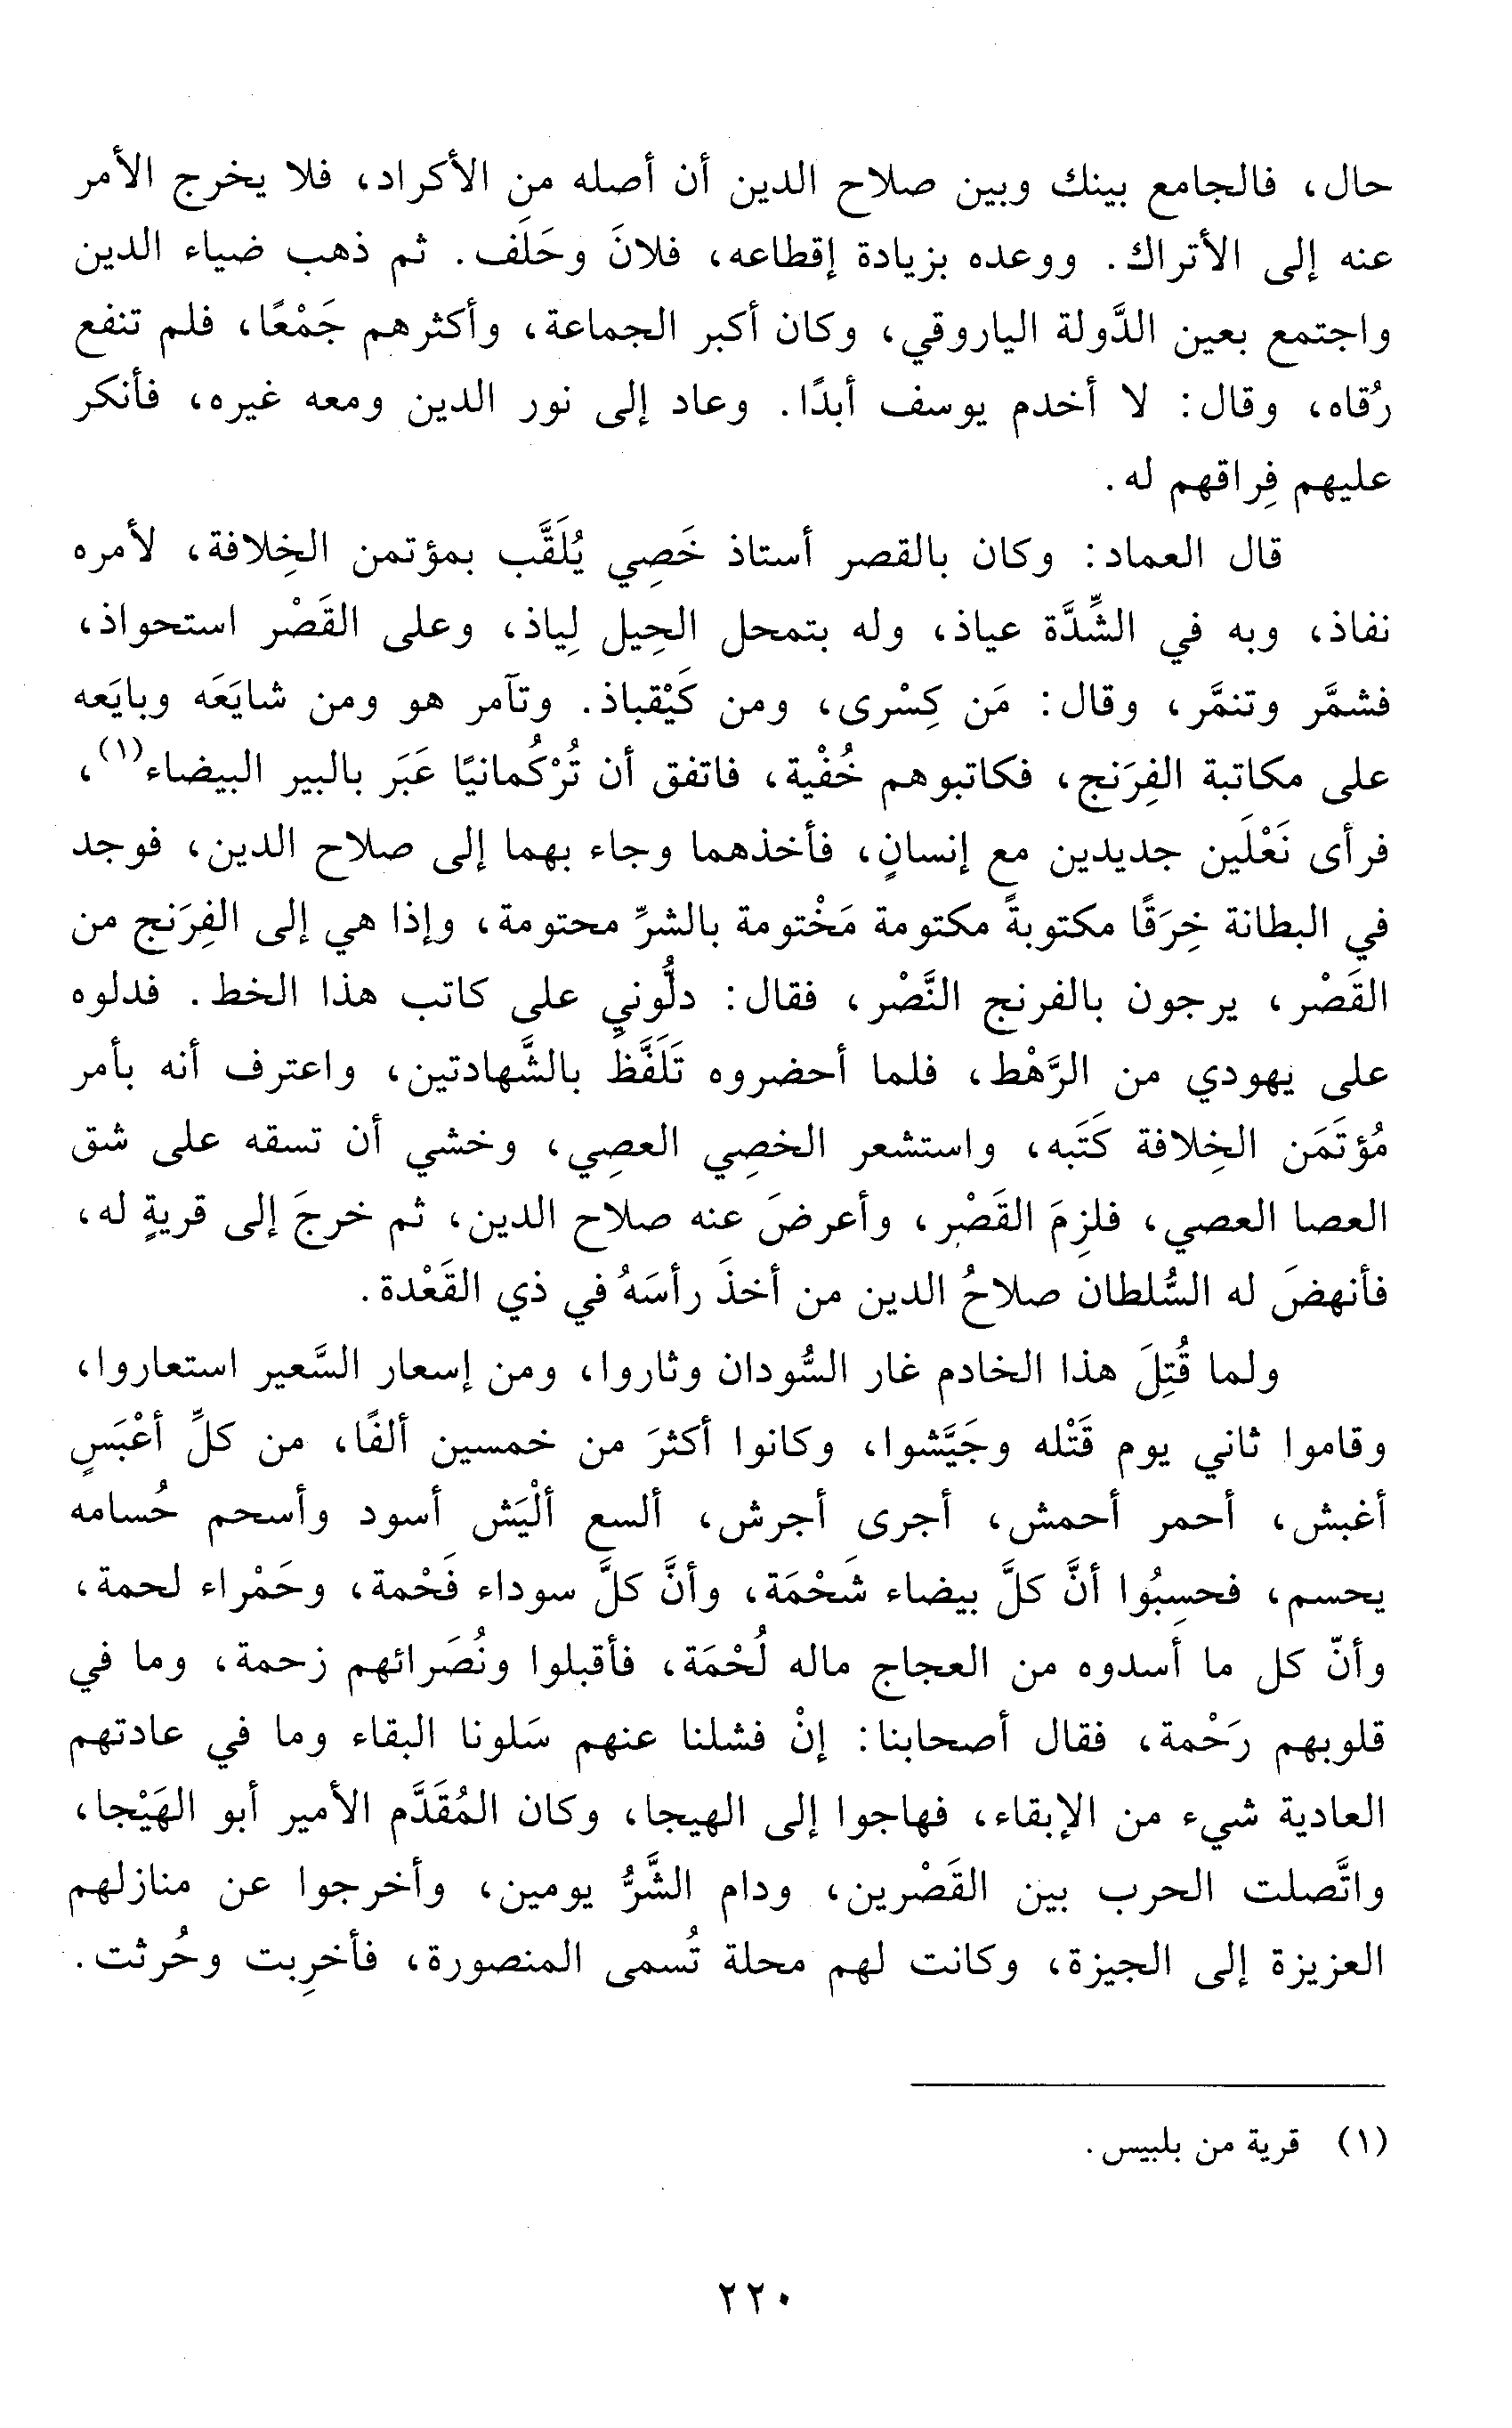 حال، فالجامع بينك وبين صلاح الدين أن أصله من الأكراد، فلا يخرج الأمر
عنه إلى الأتراك. ووعده بزيادة إقطاعه، فلانَ وحَلَف. ثم ذهب ضياء الدين
واجتمع بعين الدَّولة الياروقي، وكان أكبر الجماعة، وأكثرهم جَمْعًا، فلم تنفع
رُقاه، وقال: لا أخدم يوسف أبدًا. وعاد إلى نور الدين ومعه غيره، فأنكر
عليهم فِراقهم له.
قال العماد: وكان بالقصر أستاذ خَصِي يُلَقَّب بمؤتمن الخِلافة، لأمره
نفاذ، وبه في الشِّدَّة عياذ، وله بتمحل الحِيل لِياذ، وعلى القَصْر استحواذ،
فشمَّر وتنمَّر، وقال: مَن كِسْرى، ومن كَيْقباذ. وتآمر هو ومن شايَعَه وبايَعه
على مكاتبة الفِرَنج، فكاتبوهم خُفْية، فاتفق أن تُرْكُمانيًا عَبَر بالبير البيضاء(١)،
فرأى نَعْلَين جديدين مع إنسانٍ، فأخذهما وجاء بهما إلى صلاح الدين، فوجد
في البطانة خِرَقًا مكتوبةً مكتومة مَخْتومة بالشرِّ محتومة، وإذا هي إلى الفِرَنج من
القَصْر، يرجون بالفرنج النَّصْر، فقال: دلُّوني على كاتب هذا الخط. فدلوه
على يهودي من الرَّهْط، فلما أحضروه تَلَفَّظَ بالشَّهادتين، واعترف أنه بأمر
مُؤتَمَن الخِلافة كَتَبه، واستشعر الخصِي العصِي، وخشي أن تسقه على شق
العصا العصي، فلزِمَ القَصْر، وأعرضَ عنه صلاح الدين، ثم خرجَ إلى قريةٍ له،
فأنهضَ له السُّلطان صلاحُ الدين من أخذَ رأسَهُ في ذي القَعْدة.
ولما قُتِلَ هذا الخادم غار السُّودان وثاروا، ومن إسعار السَّعير استعاروا،
وقاموا ثاني يوم قَتْله وجَيَّشوا، وكانوا أكثرَ من خمسين ألفًا، من كلِّ أعْبَسٍ
أغبش، أحمر أحمش، أجرى أجرش، ألسع ألْيَش أسود وأسحم حُسامه
يحسم، فحسِبُوا أنَّ كلَّ بيضاء شَحْمَة، وأنَّ كلَّ سوداء فَحْمة، وحَمْراء لحمة،
وأنّ كل ما أسدوه من العجاج ماله لُحْمَة، فأقبلوا ونُصَرائهم زحمة، وما في
قلوبهم رَحْمة، فقال أصحابنا: إنْ فشلنا عنهم سَلونا البقاء وما في عادتهم
العادية شيء من الإبقاء، فهاجوا إلى الهيجا، وكان المُقَدَّم الأمير أبو الهَيْجا،
واتَّصلت الحرب بين القَصْرين، ودام الشَّرُّ يومين، وأخرجوا عن منازلهم
العزيزة إلى الجيزة، وكانت لهم محلة تُسمى المنصورة، فأخرِبت وحُرثت.
(١) قرية من بلبيس.
٢٢٠